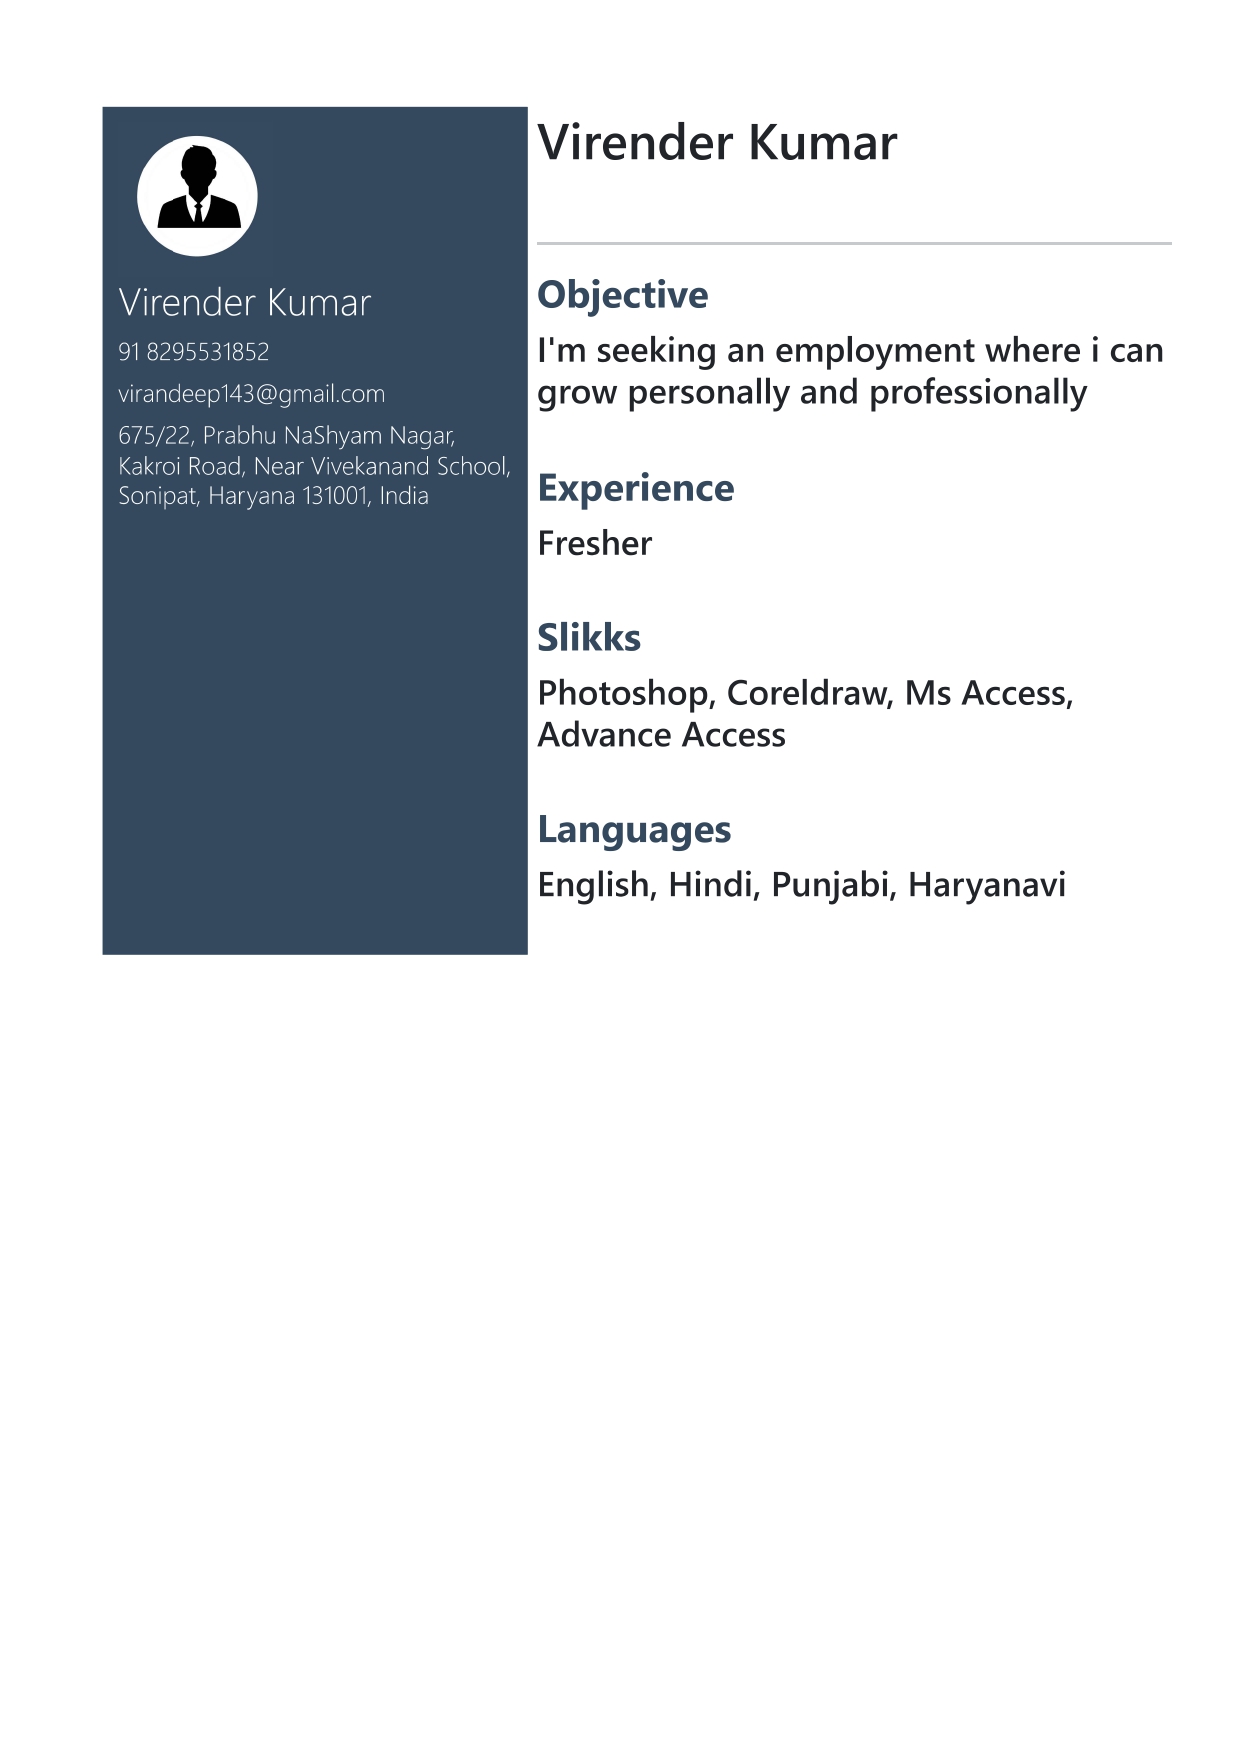 Virender Kumar
91 8295531852
virandeep143@gmail.com
675/22, Prabhu NaShyam Nagar,
Kakroi Road, Near Vivekanand School,
Sonipat, Haryana 131001, India
Virender Kumar
Objective
I'm seeking an employment where i can
grow personally and professionally
Experience
Fresher
Slikks
Photoshop, Coreldraw, Ms Access,
Advance Access
Languages
English, Hindi, Punjabi, Haryanavi